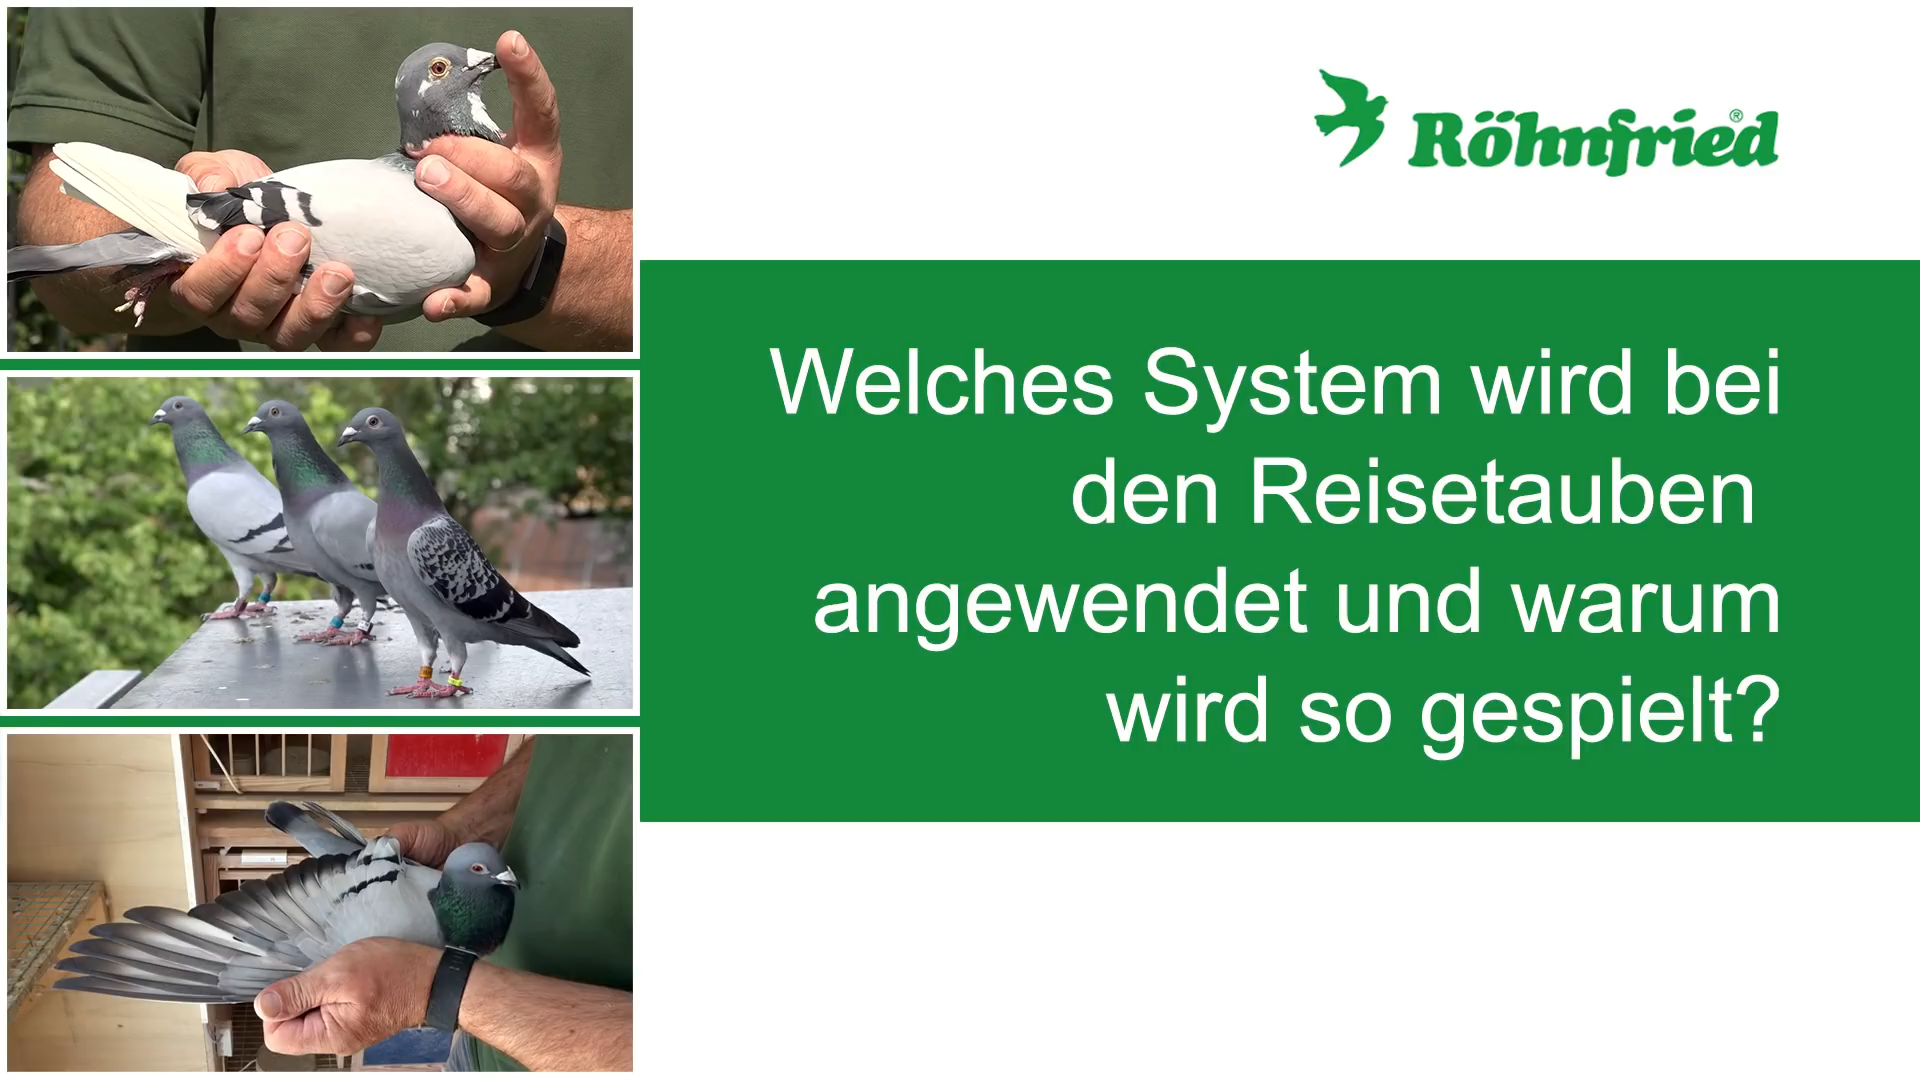 Röhnfried®
Welches System wird bei
den Reisetauben
angewendet und warum
wird so gespielt?